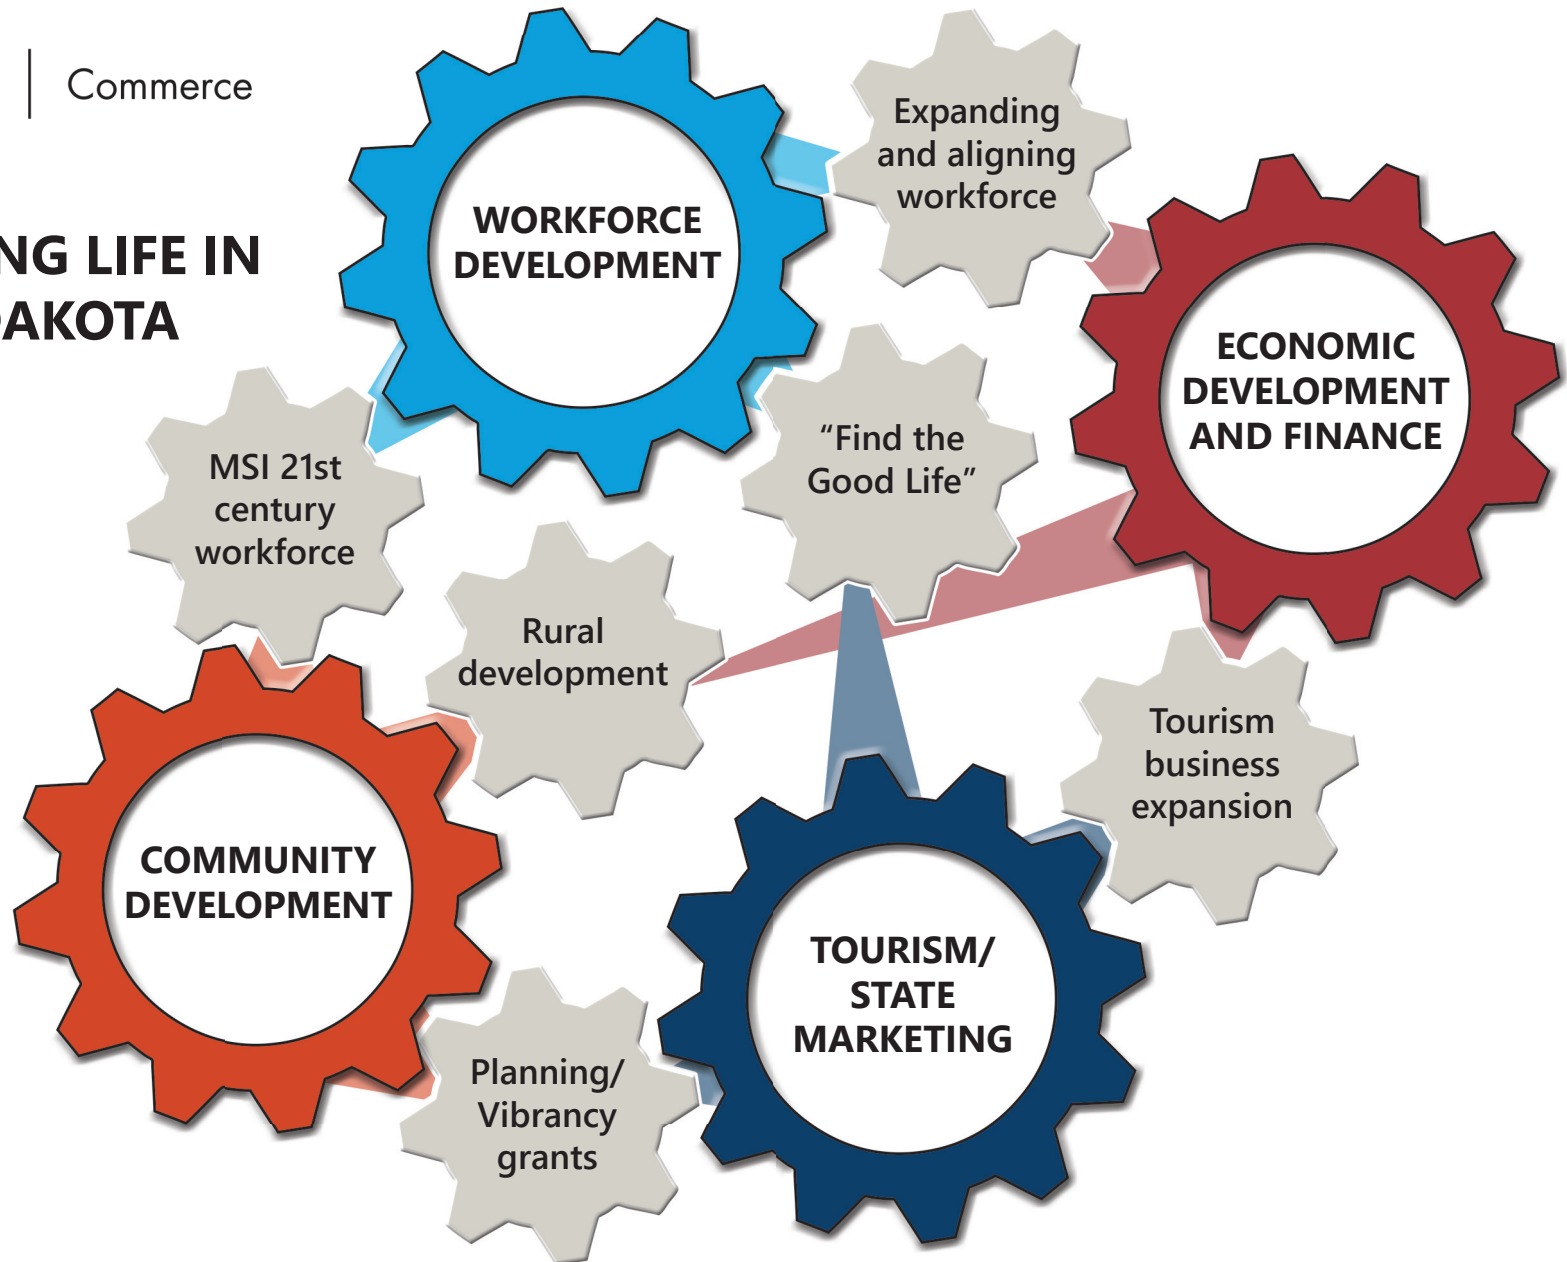 Commerce
NG LIFE IN
DAKOTA
WORKFORCE
DEVELOPMENT
Expanding
and aligning
workforce
ECONOMIC
DEVELOPMENT
AND FINANCE
MSI 21st
century
workforce
“Find the
Good Life”
Rural
development
Tourism
business
expansion
COMMUNITY
DEVELOPMENT
TOURISM/
STATE
MARKETING
Planning/
Vibrancy
grants